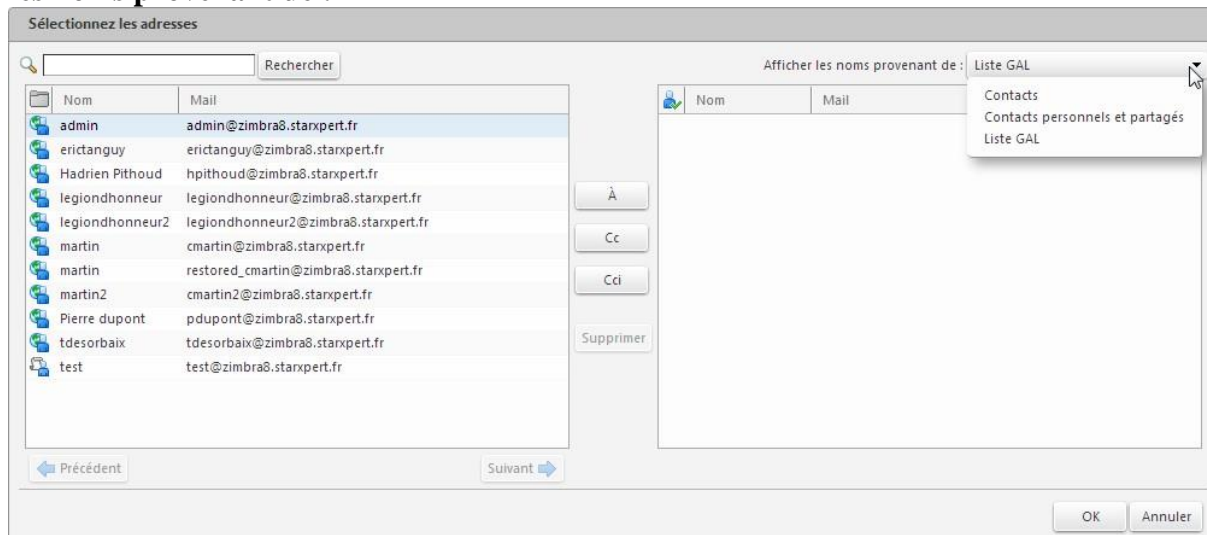 Sélectionnez les adresses
Rechercher
Afficher les noms provenant de : Liste GAL
Contacts
Contacts personnels et partagés
Liste GAL
Nom Mail
admin admin@zimbra8.starxpert.fr
erictanguy erictanguy@zimbra8.starxpert.fr
Hadrien Pithoud hpithoud@zimbra8.starxpert.fr
legiondhonneur legiondhonneur@zimbra8.starxpert.fr
legiondhonneur2 legiondhonneur2@zimbra8.starxpert.fr
martin cmartin@zimbra8.starxpert.fr
martin restored_cmartin@zimbra8.starxpert.fr
martin2 cmartin2@zimbra8.starxpert.fr
Pierre dupont pdupont@zimbra8.starxpert.fr
tdesorbaix tdesorbaix@zimbra8.starxpert.fr
test test@zimbra8.starxpert.fr
Précédent
Suivant
À
Cc
Cci
Supprimer
Nom Mail
OK
Annuler